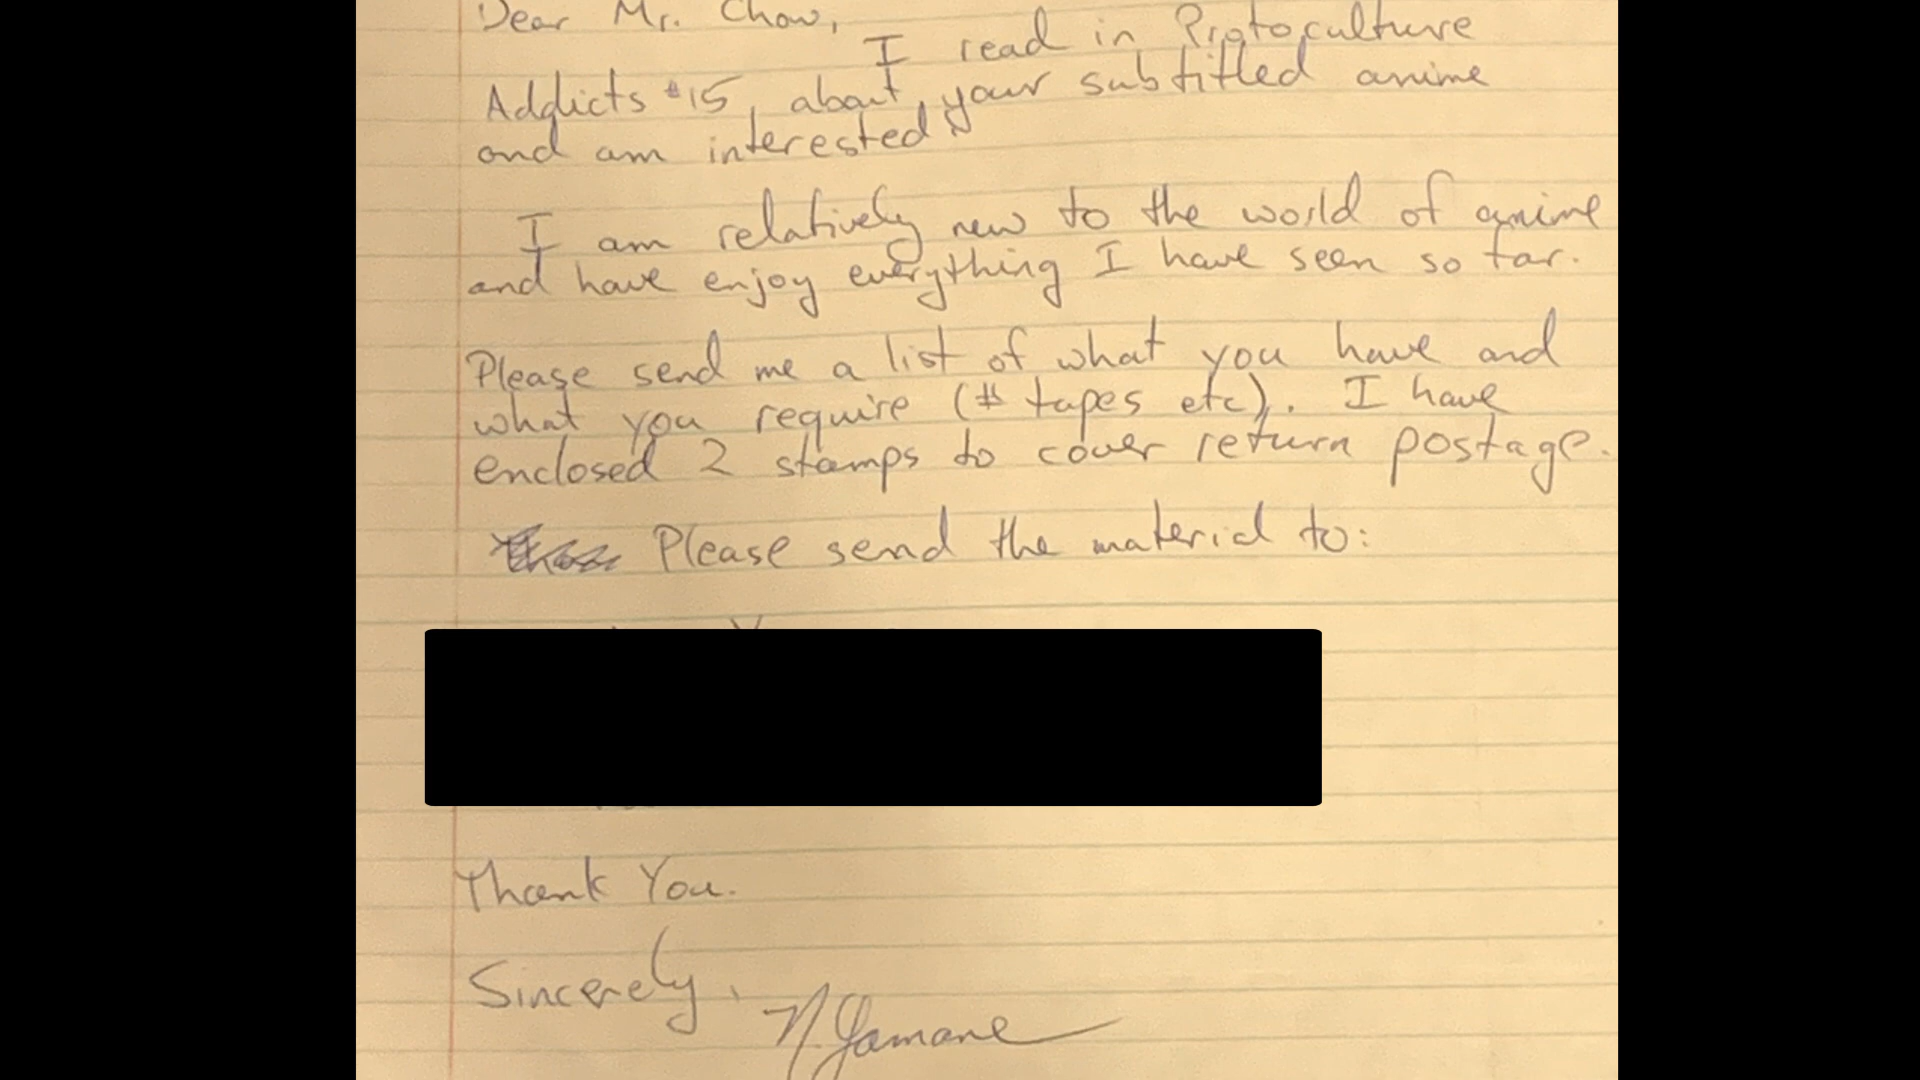 Dear Mr. Chow,
I read in Protoculture
Addicts #15, about your subtitled anime
and am interested.
I am relatively new to the world of anime
and have enjoy everything I have seen so far.
Please send me a list of what you have and
what you require (# tapes etc). I have
enclosed 2 stamps to cover return postage.
Please send the material to:
Thank You.
Sincerely,
N. Yamane